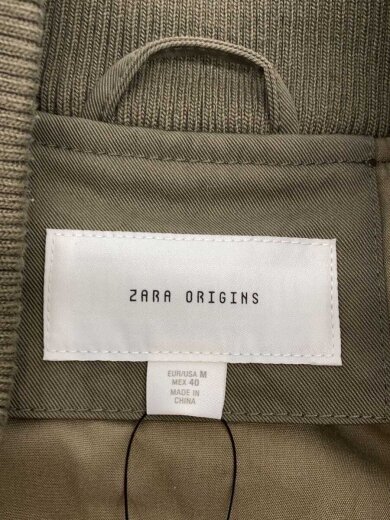 ZARA ORIGINS
EUR/USA M
MEX 40
MADE IN
CHINA